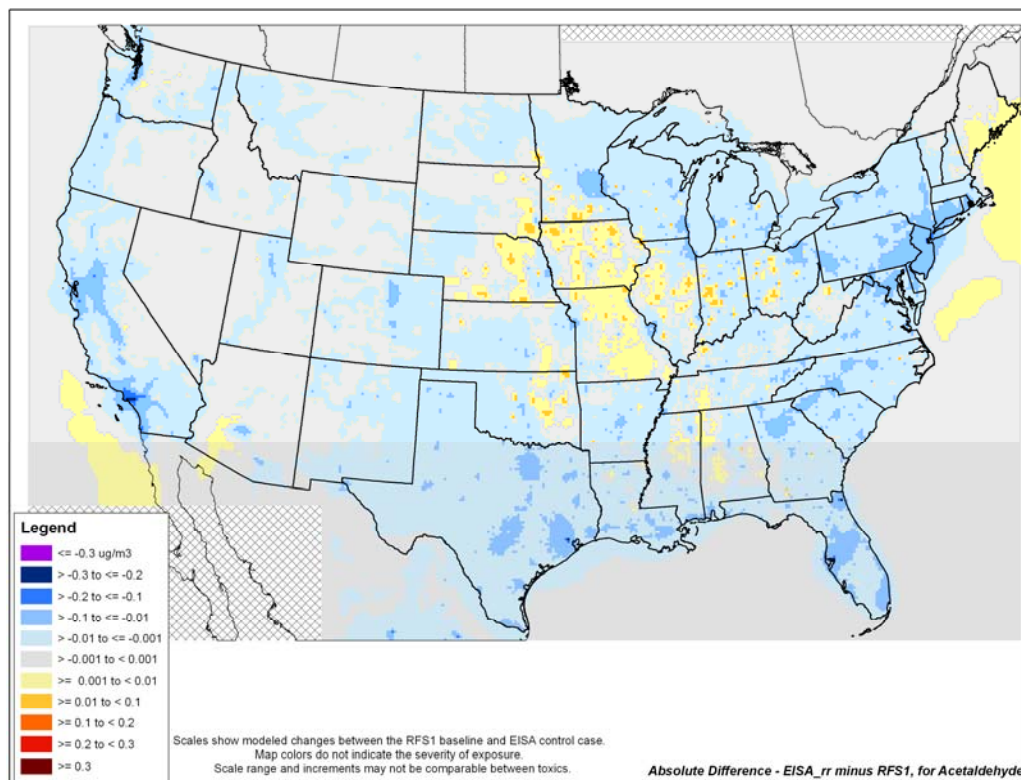 Legend
<= -0.3 ug/m3
> -0.3 to <= -0.2
> -0.2 to <= -0.1
> -0.1 to <= -0.01
> -0.01 to <= -0.001
> -0.001 to < 0.001
>= 0.001 to < 0.01
>= 0.01 to < 0.1
>= 0.1 to < 0.2
>= 0.2 to < 0.3
>= 0.3
Scales show modeled changes between the RFS1 baseline and EISA control case.
Map colors do not indicate the severity of exposure.
Scale range and increments may not be comparable between toxics.
Absolute Difference - EISA_rr minus RFS1, for Acetaldehyde